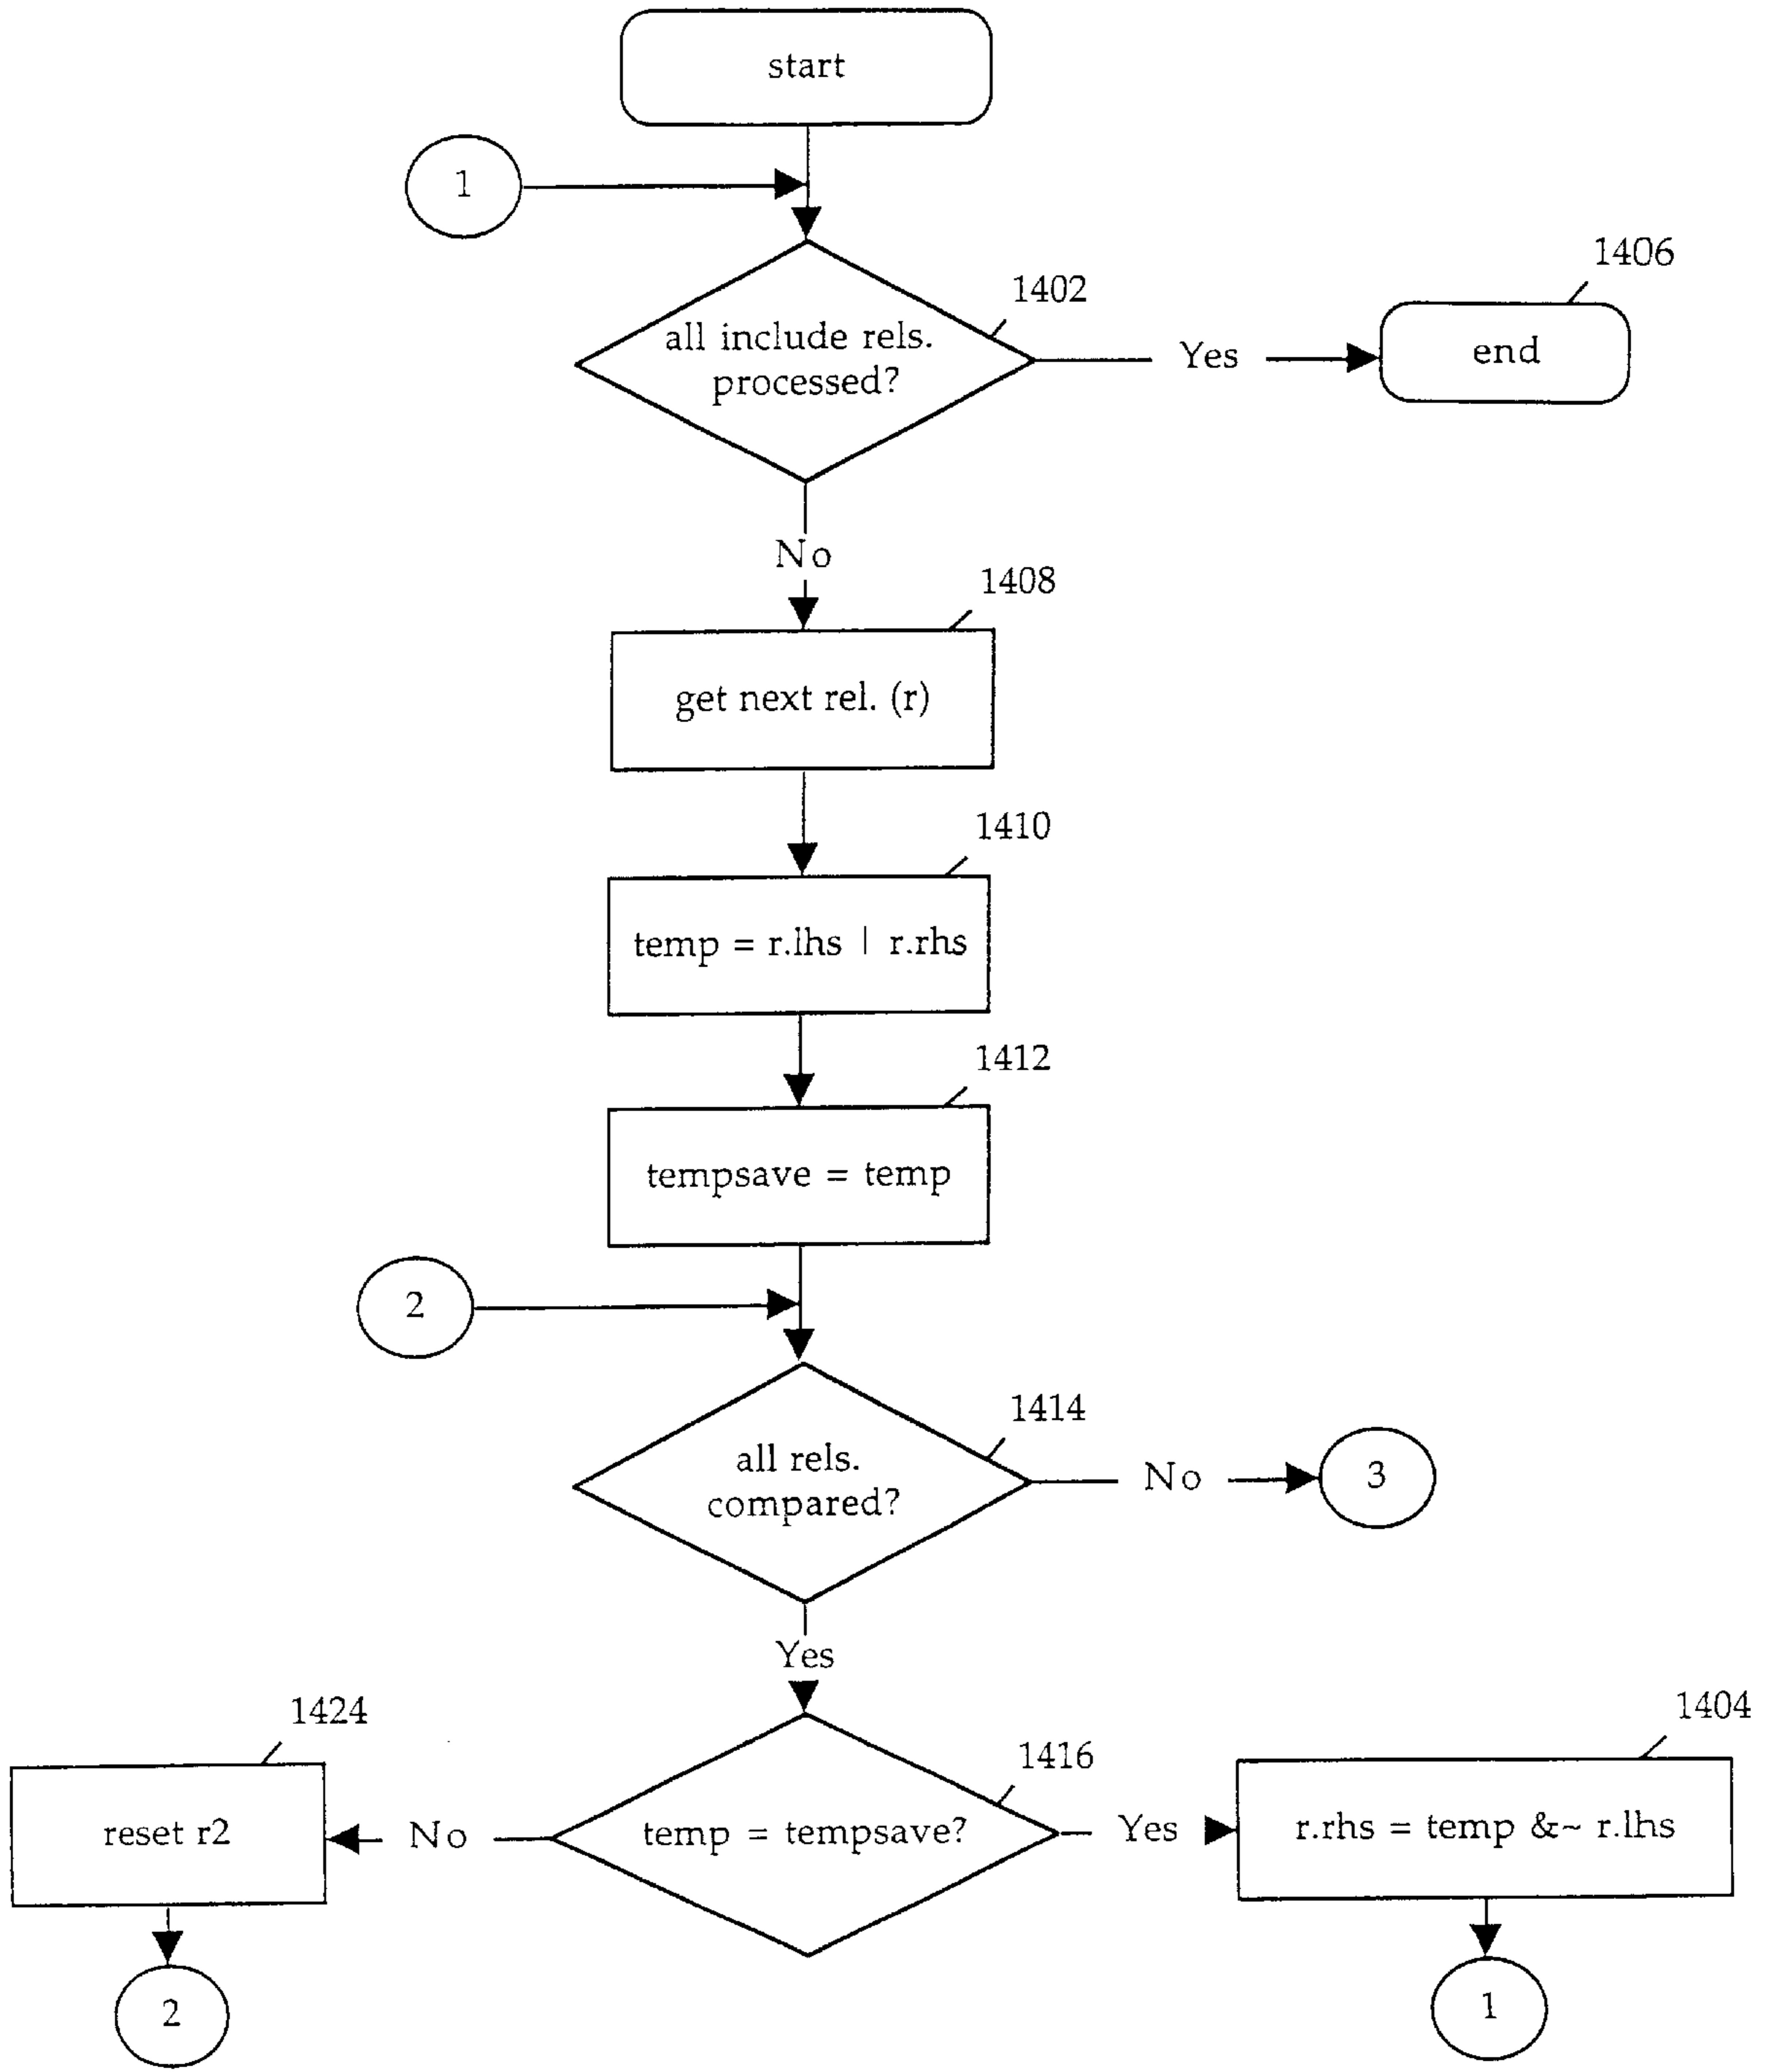 start
1
1402
1406
all include rels.
processed?
Yes
end
No
1408
get next rel. (r)
1410
temp = r.lhs | r.rhs
1412
tempsave = temp
2
1414
all rels.
compared?
No
3
Yes
1424
1416
1404
reset r2
No
temp = tempsave?
Yes
r.rhs = temp &~ r.lhs
2
1